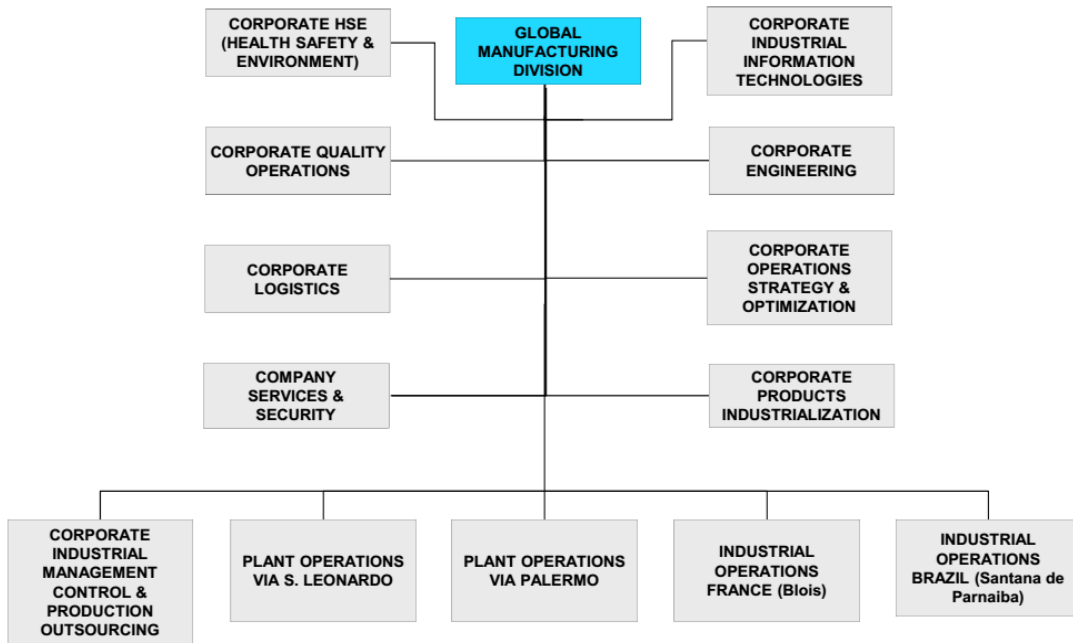 CORPORATE HSE
(HEALTH SAFETY &
ENVIRONMENT)
GLOBAL
MANUFACTURING
DIVISION
CORPORATE
INDUSTRIAL
INFORMATION
TECHNOLOGIES
CORPORATE QUALITY
OPERATIONS
CORPORATE
ENGINEERING
CORPORATE
LOGISTICS
CORPORATE
OPERATIONS
STRATEGY &
OPTIMIZATION
COMPANY
SERVICES &
SECURITY
CORPORATE
PRODUCTS
INDUSTRIALIZATION
CORPORATE
INDUSTRIAL
MANAGEMENT
CONTROL &
PRODUCTION
OUTSOURCING
PLANT OPERATIONS
VIA S. LEONARDO
PLANT OPERATIONS
VIA PALERMO
INDUSTRIAL
OPERATIONS
FRANCE (Blois)
INDUSTRIAL
OPERATIONS
BRAZIL (Santana de
Parnaiba)